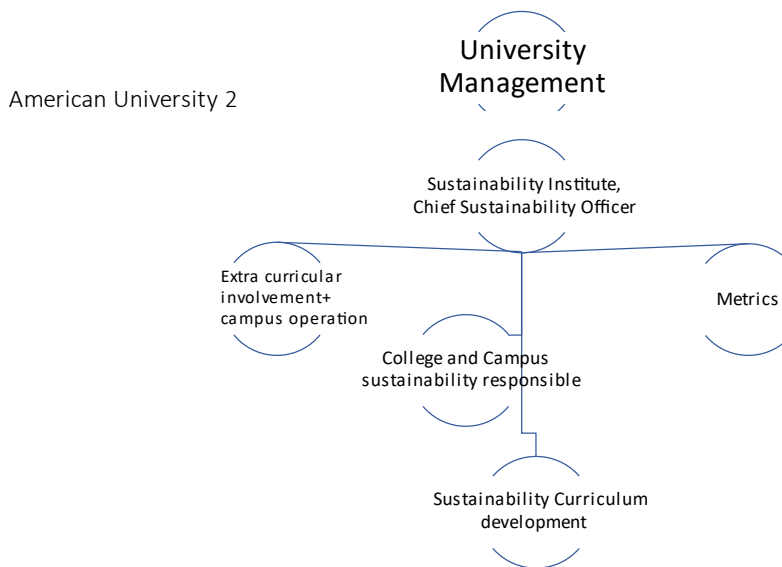 University
Management
American University 2
Sustainability Institute,
Chief Sustainability Officer
Extra curricular
involvement+
campus operation
Metrics
College and Campus
sustainability responsible
Sustainability Curriculum
development